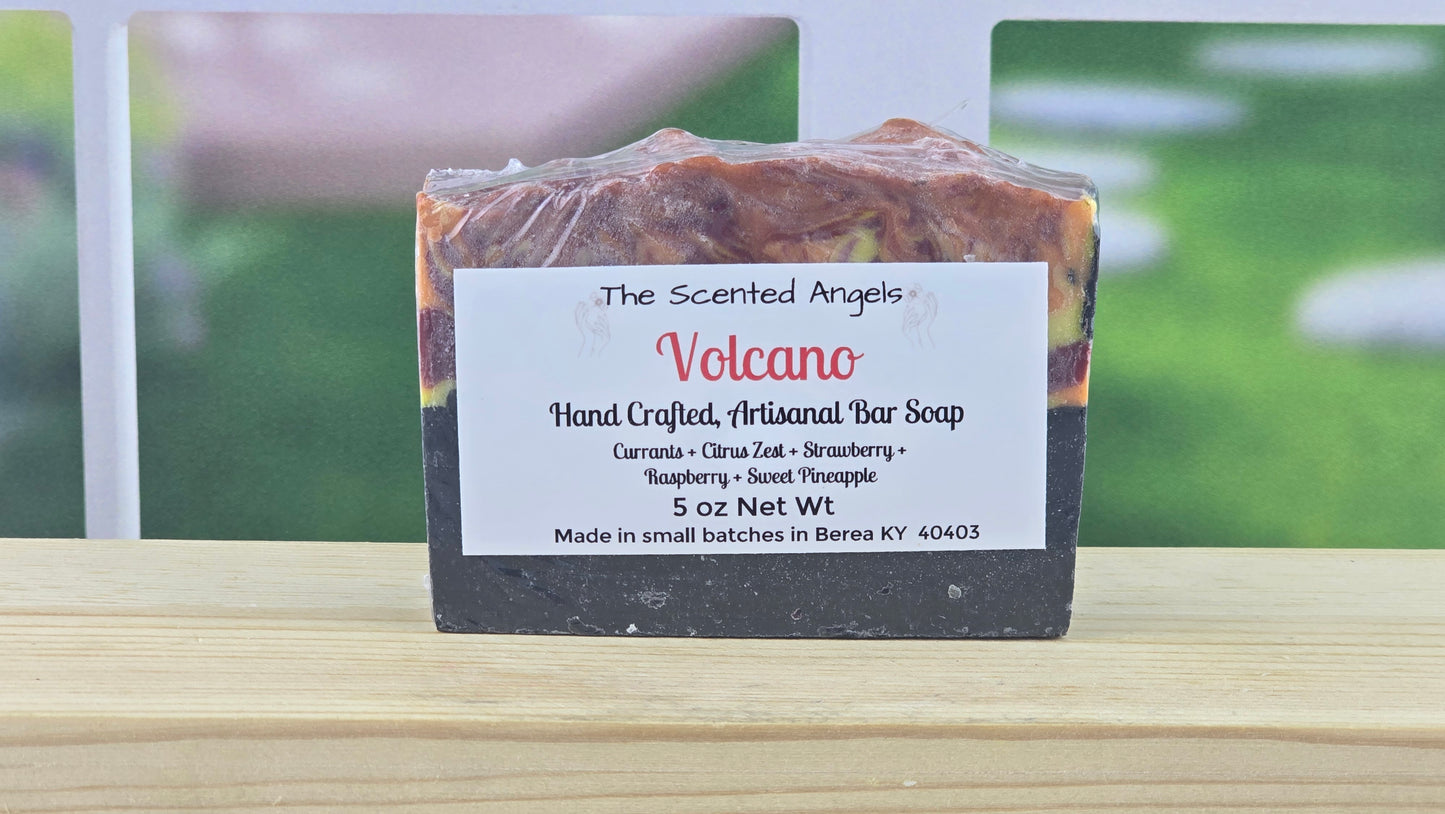 The Scented Angels
Volcano
Hand Crafted, Artisanal Bar Soap
Currants + Citrus Zest + Strawberry +
Raspberry + Sweet Pineapple
5 oz Net Wt
Made in small batches in Berea KY 40403